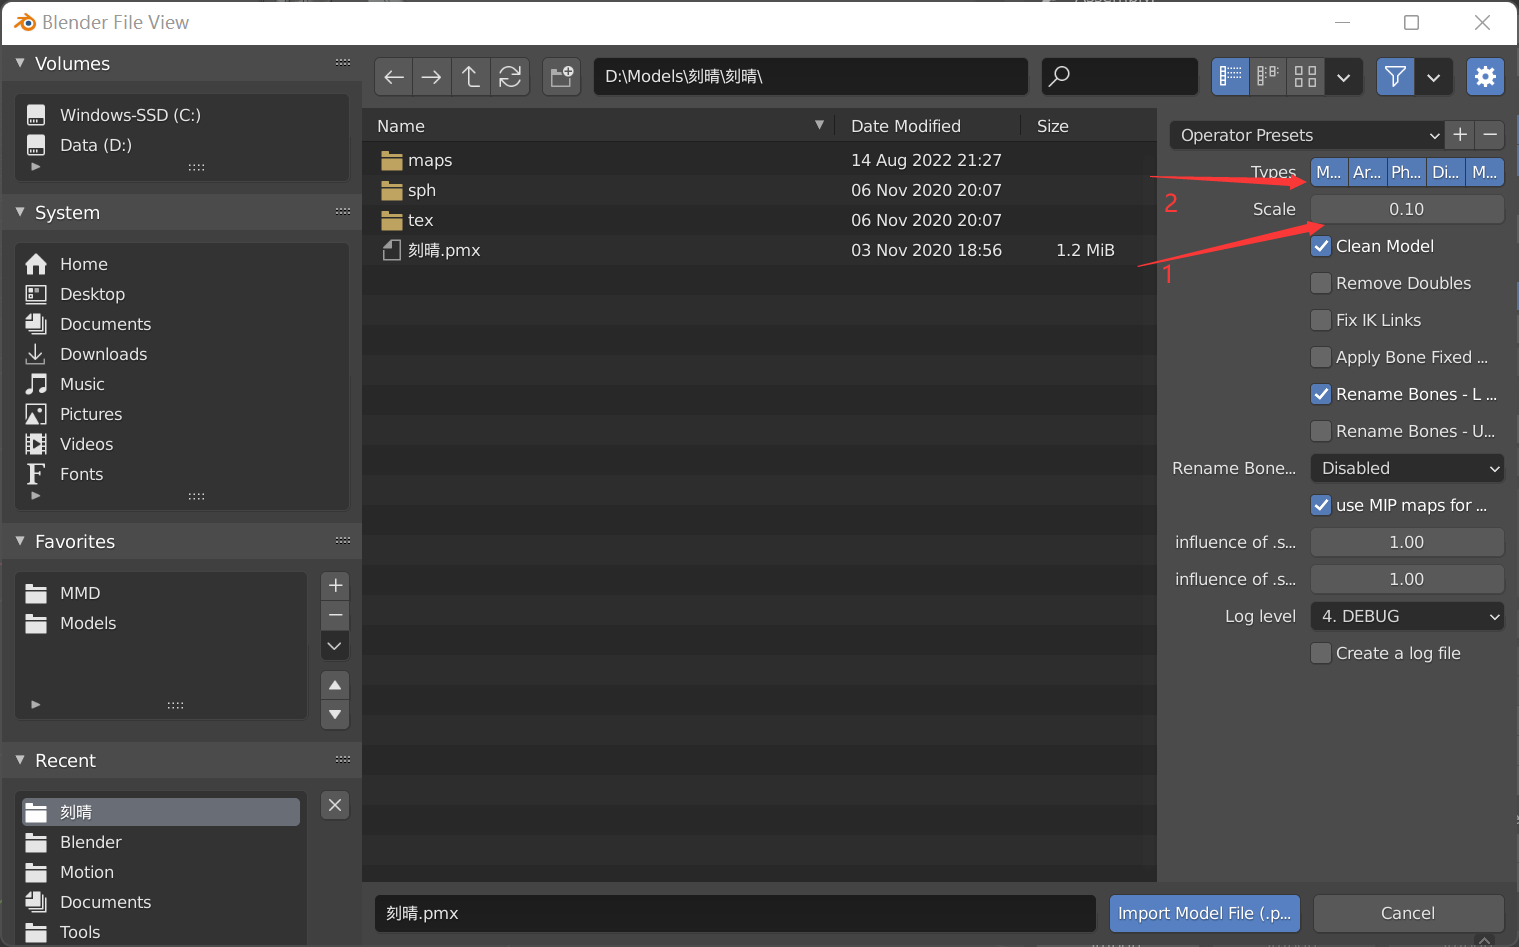 Blender File View
Volumes
Windows-SSD (C:)
Data (D:)
System
Home
Desktop
Documents
Downloads
Music
Pictures
Videos
Fonts
Favorites
MMD
Models
Recent
刻晴
Blender
Motion
Documents
Tools
D:\Models\刻晴\刻晴\
Name Date Modified Size
maps 14 Aug 2022 21:27
sph 06 Nov 2020 20:07
tex 06 Nov 2020 20:07
刻晴.pmx 03 Nov 2020 18:56 1.2 MiB
Operator Presets
Types M... Ar... Ph... Di... M...
2
Scale 0.10
Clean Model
1
Remove Doubles
Fix IK Links
Apply Bone Fixed ...
Rename Bones - L ...
Rename Bones - U...
Rename Bone... Disabled
use MIP maps for ...
influence of .s... 1.00
influence of .s... 1.00
Log level 4. DEBUG
Create a log file
刻晴.pmx
Import Model File (.p...
Cancel